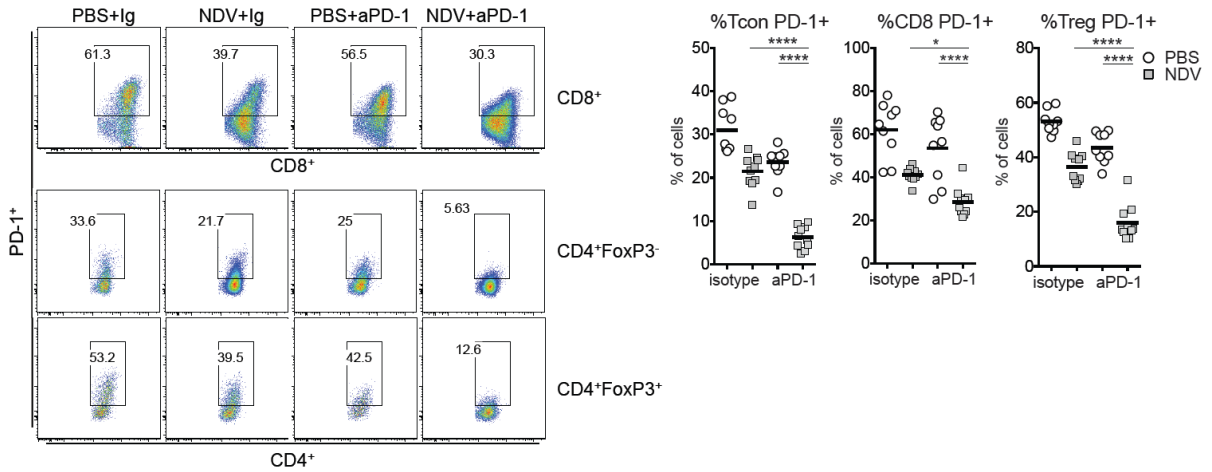 PBS+Ig NDV+Ig PBS+aPD-1 NDV+aPD-1
61.3 39.7 56.5 30.3
CD8⁺
CD8⁺
33.6 21.7 25 5.63
CD4⁺FoxP3⁻
PD-1⁺
53.2 39.5 42.5 12.6
CD4⁺FoxP3⁺
CD4⁺
%Tcon PD-1+
****
****
% of cells
50
40
30
20
10
0
isotype aPD-1
%CD8 PD-1+
*
****
% of cells
100
80
60
40
20
0
isotype aPD-1
%Treg PD-1+
****
****
PBS
NDV
% of cells
80
60
40
20
0
isotype aPD-1